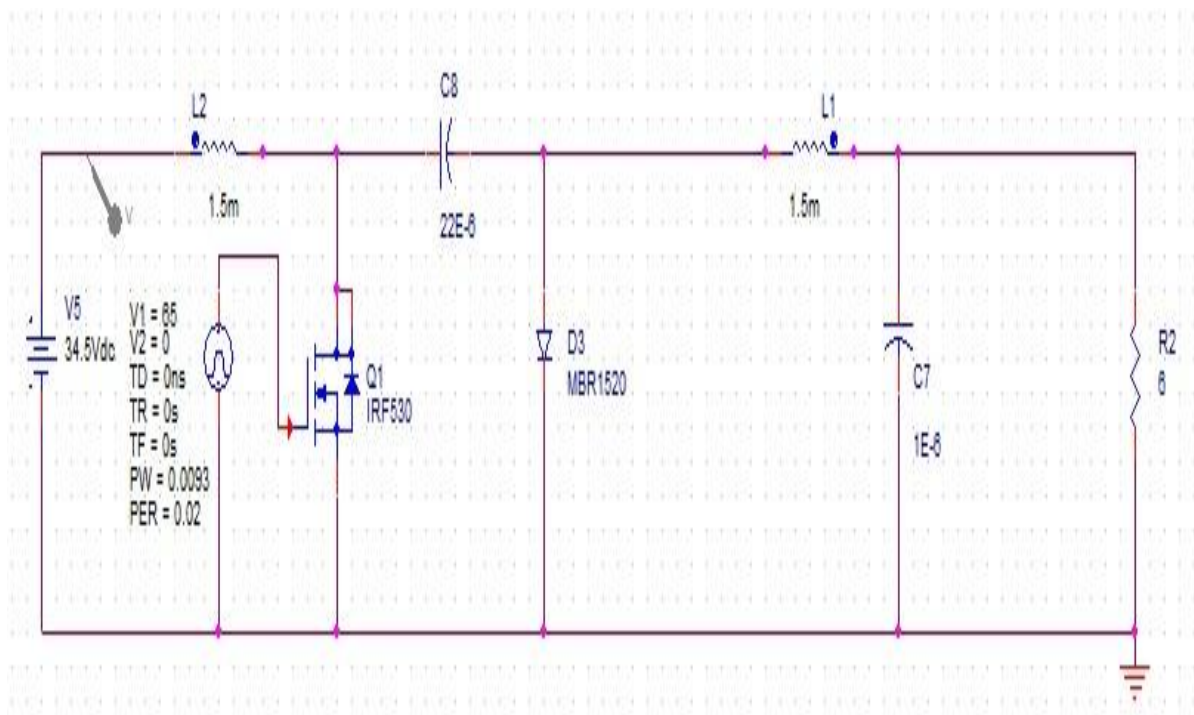 C8
L2
L1
1.5m
1.5m
22E-6
V
V5
34.5Vdc
V1 = 65
V2 = 0
TD = 0ns
TR = 0s
TF = 0s
PW = 0.0093
PER = 0.02
Q1
IRF530
D3
MBR1520
C7
1E-6
R2
6